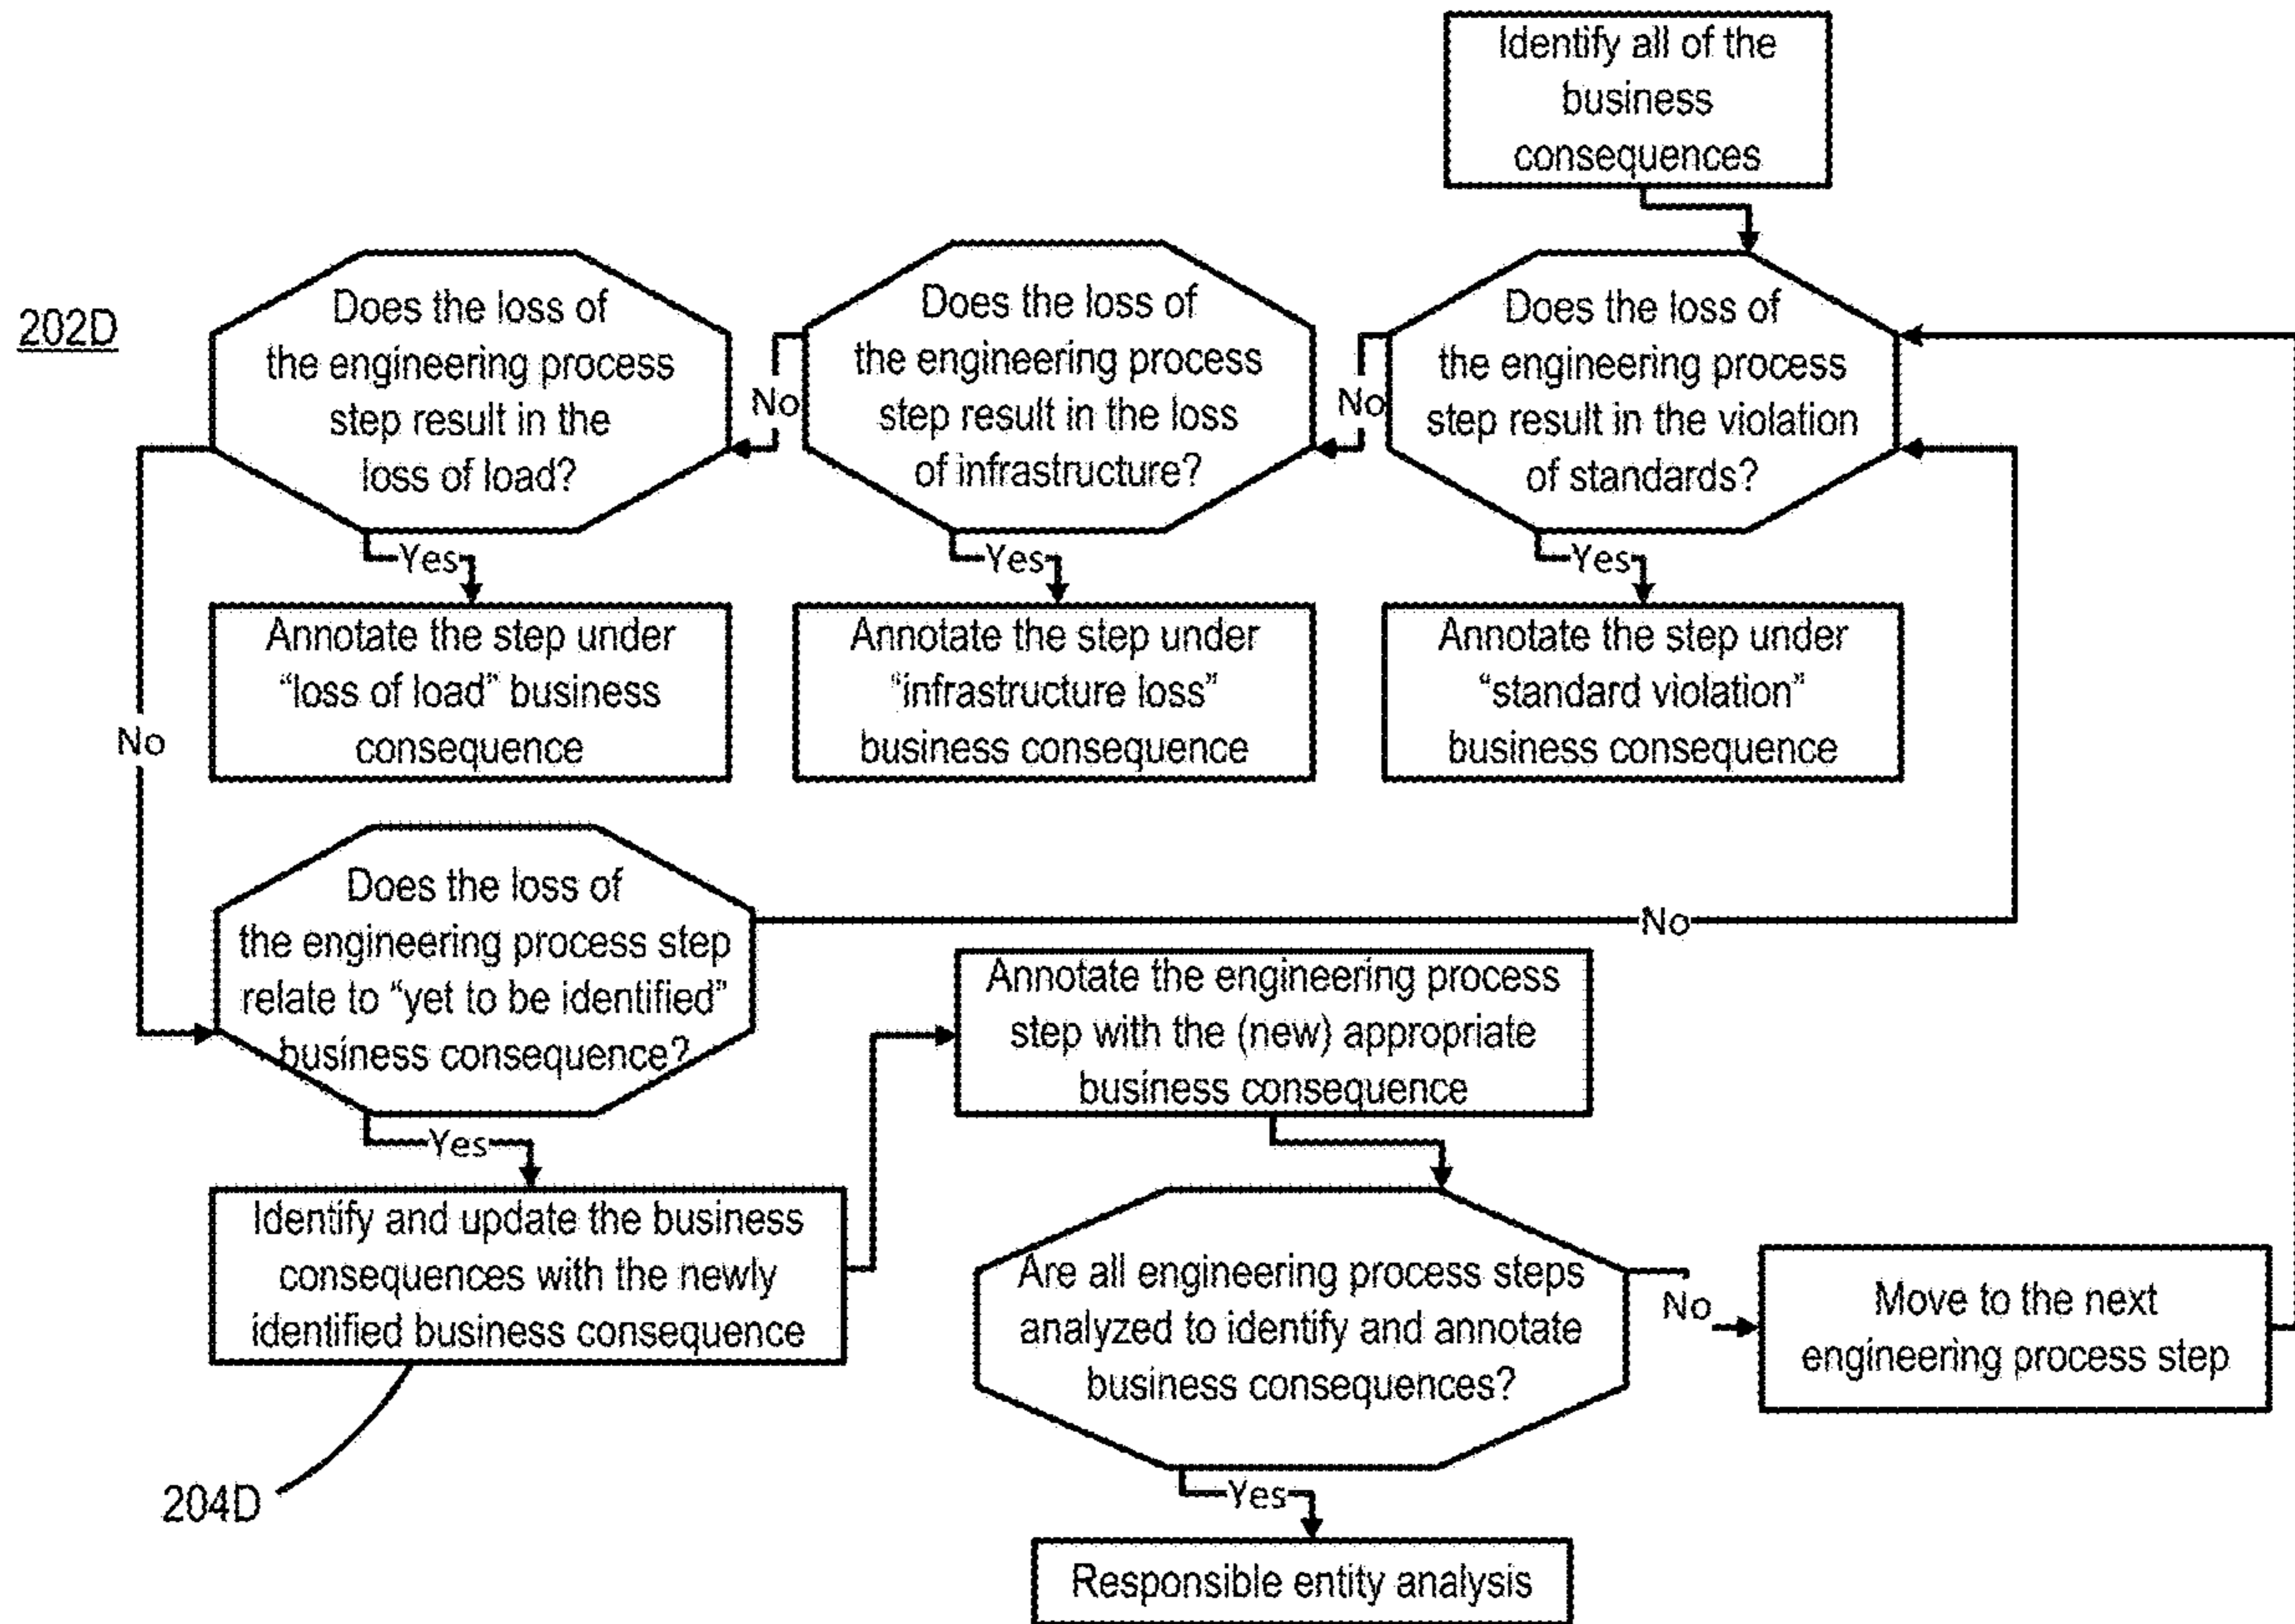 Identify all of the
business
consequences
202D
Does the loss of
the engineering process
step result in the
loss of load?
No
Does the loss of
the engineering process
step result in the loss
of infrastructure?
No
Does the loss of
the engineering process
step result in the violation
of standards?
Yes
Yes
Yes
Annotate the step under
“loss of load” business
consequence
Annotate the step under
“infrastructure loss”
business consequence
Annotate the step under
“standard violation”
business consequence
No
Does the loss of
the engineering process step
relate to “yet to be identified”
business consequence?
No
Annotate the engineering process
step with the (new) appropriate
business consequence
Yes
Identify and update the business
consequences with the newly
identified business consequence
Are all engineering process steps
analyzed to identify and annotate
business consequences?
No
Move to the next
engineering process step
204D
Yes
Responsible entity analysis